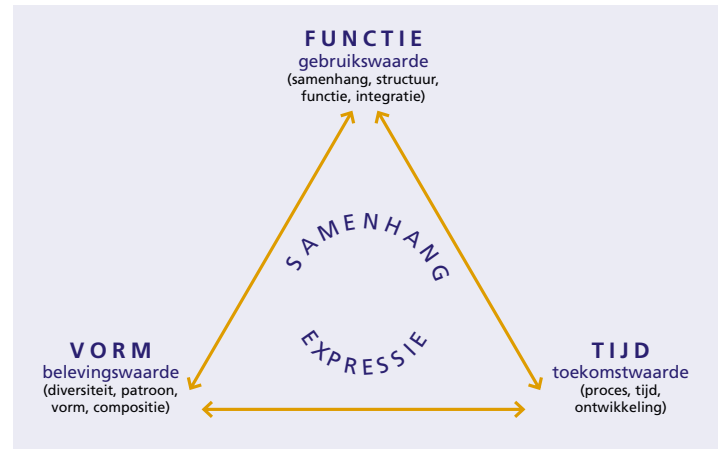 FUNCTIE
gebruikswaarde
(samenhang, structuur,
functie, integratie)
SAMENHANG
EXPRESSIE
VORM
belevingswaarde
(diversiteit, patroon,
vorm, compositie)
TIJD
toekomstwaarde
(proces, tijd,
ontwikkeling)